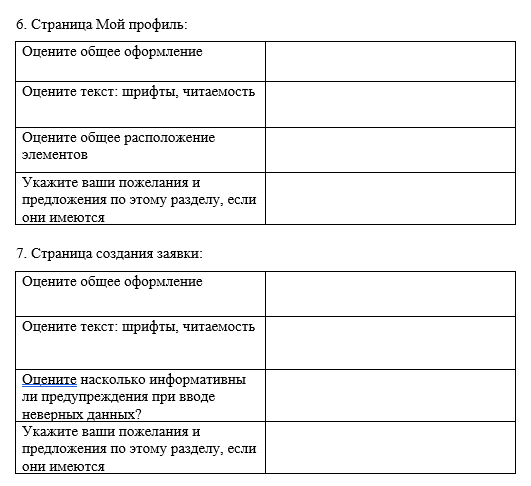 6. Страница Мой профиль:
Оцените общее оформление
Оцените текст: шрифты, читаемость
Оцените общее расположение
элементов
Укажите ваши пожелания и
предложения по этому разделу, если
они имеются
7. Страница создания заявки:
Оцените общее оформление
Оцените текст: шрифты, читаемость
Оцените насколько информативны
ли предупреждения при вводе
неверных данных?
Укажите ваши пожелания и
предложения по этому разделу, если
они имеются